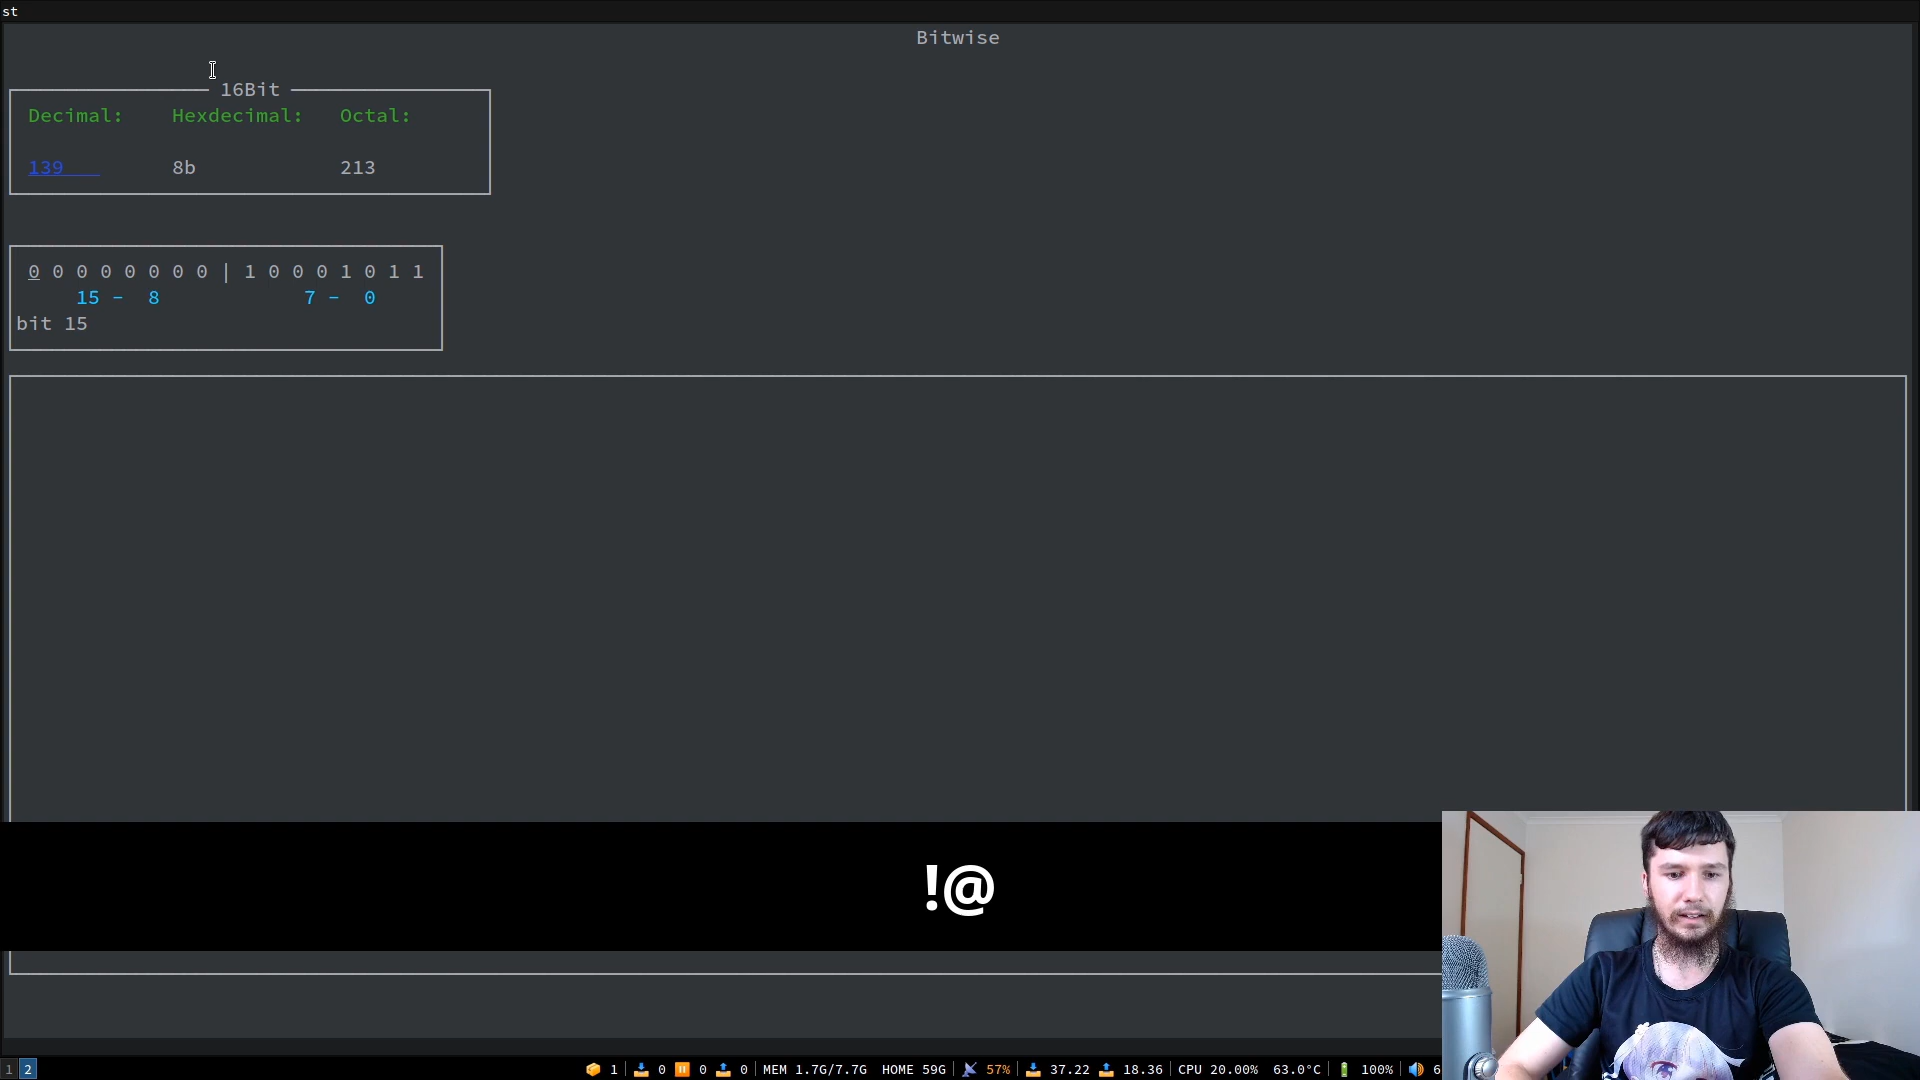 st
Bitwise
16Bit
Decimal: Hexdecimal: Octal:
139 8b 213
0 0 0 0 0 0 0 0 | 1 0 0 0 1 0 1 1
15 - 8 7 - 0
bit 15
!@
1 2 1 | 0 0 0 | MEM 1.7G/7.7G HOME 59G | 57% | 37.22 18.36 | CPU 20.00% 63.0°C | 100% | 6